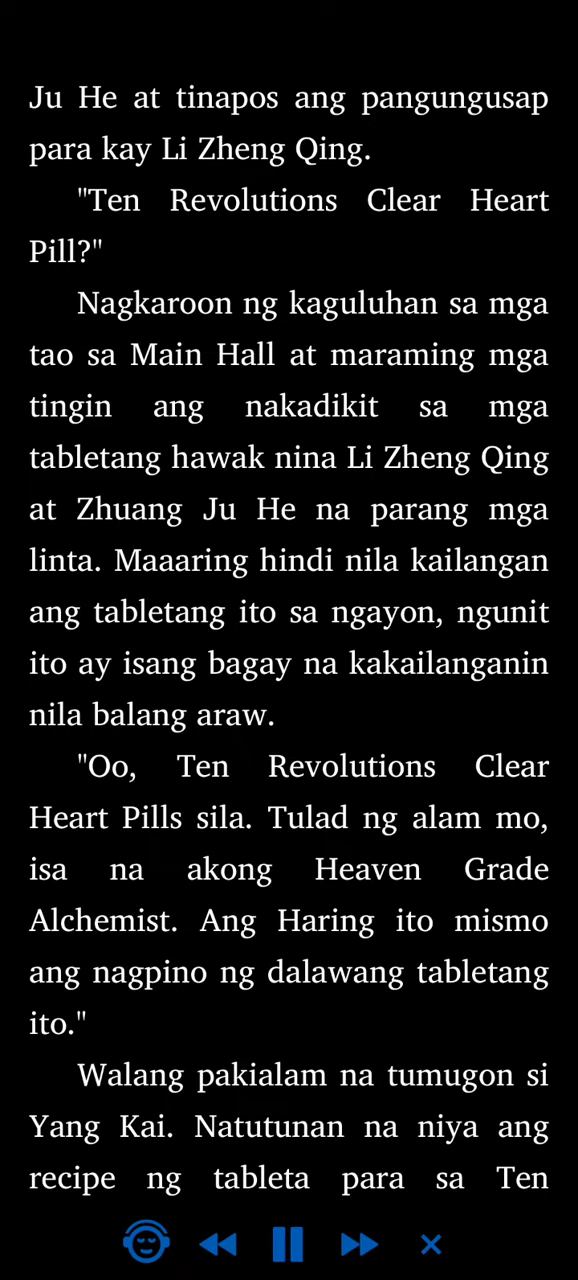 Ju He at tinapos ang pangungusap
para kay Li Zheng Qing.
"Ten Revolutions Clear Heart
Pill?"
Nagkaroon ng kaguluhan sa mga
tao sa Main Hall at maraming mga
tingin ang nakadikit sa mga
tabletang hawak nina Li Zheng Qing
at Zhuang Ju He na parang mga
linta. Maaaring hindi nila kailangan
ang tabletang ito sa ngayon, ngunit
ito ay isang bagay na kakailanganin
nila balang araw.
"Oo, Ten Revolutions Clear
Heart Pills sila. Tulad ng alam mo,
isa na akong Heaven Grade
Alchemist. Ang Haring ito mismo
ang nagpino ng dalawang tabletang
ito."
Walang pakialam na tumugon si
Yang Kai. Natutunan na niya ang
recipe ng tableta para sa Ten